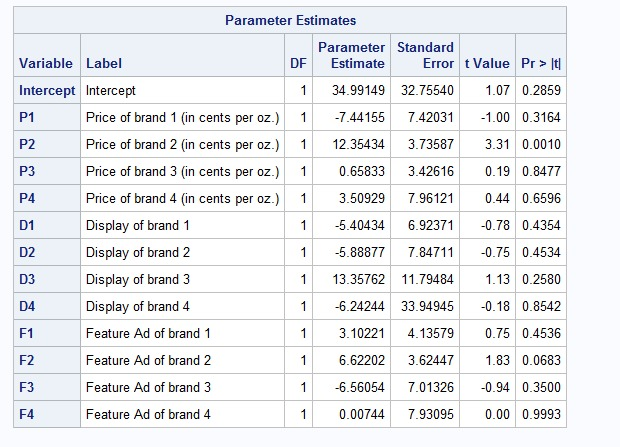 Parameter Estimates
Variable Label DF Parameter Estimate Standard Error t Value Pr > |t|
Intercept Intercept 1 34.99149 32.75540 1.07 0.2859
P1 Price of brand 1 (in cents per oz.) 1 -7.44155 7.42031 -1.00 0.3164
P2 Price of brand 2 (in cents per oz.) 1 12.35434 3.73587 3.31 0.0010
P3 Price of brand 3 (in cents per oz.) 1 0.65833 3.42616 0.19 0.8477
P4 Price of brand 4 (in cents per oz.) 1 3.50929 7.96121 0.44 0.6596
D1 Display of brand 1 1 -5.40434 6.92371 -0.78 0.4354
D2 Display of brand 2 1 -5.88877 7.84711 -0.75 0.4534
D3 Display of brand 3 1 13.35762 11.79484 1.13 0.2580
D4 Display of brand 4 1 -6.24244 33.94945 -0.18 0.8542
F1 Feature Ad of brand 1 1 3.10221 4.13579 0.75 0.4536
F2 Feature Ad of brand 2 1 6.62202 3.62447 1.83 0.0683
F3 Feature Ad of brand 3 1 -6.56054 7.01326 -0.94 0.3500
F4 Feature Ad of brand 4 1 0.00744 7.93095 0.00 0.9993